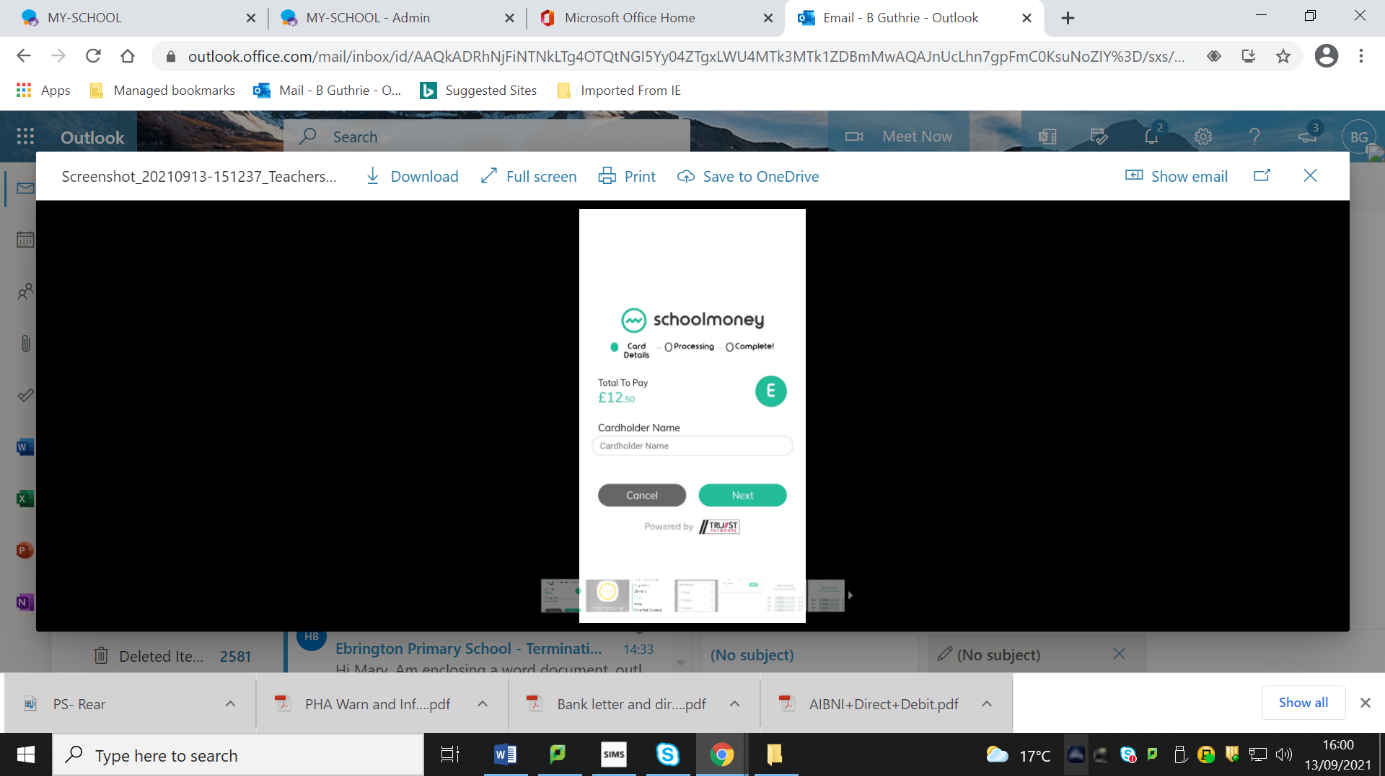 MY-SCHOOL
MY-SCHOOL - Admin
Microsoft Office Home
Email - B Guthrie - Outlook
outlook.office.com/mail/inbox/id/AAQkADRhNjFiNTNkLTg4OTQtNGI5Yy04ZTgxLWU4MTk3MTk1ZDBmMwAQAJnUcLhn7gpFmC0KsuNoZIY%3D/sxs/...
Apps Managed bookmarks Mail - B Guthrie - O... Suggested Sites Imported From IE
Outlook Search Meet Now 2 3 BG
Screenshot_20210913-151237_Teachers... Download Full screen Print Save to OneDrive Show email
schoolmoney
Card Details Processing Complete!
Total To Pay
£12.50
E
Cardholder Name
Cardholder Name
Cancel Next
Powered by TRUST PAYMENTS
HB
Ebrington Primary School - Terminati... 14:33
Deleted Ite... 2581 (No subject) (No subject)
Hi Mary, Am enclosing a word document outl
PS- Rear PHA Warn and Inf....pdf Bank letter and dir....pdf AIBNI+Direct+Debit.pdf Show all
Type here to search SIMS 17°C 16:00
13/09/2021